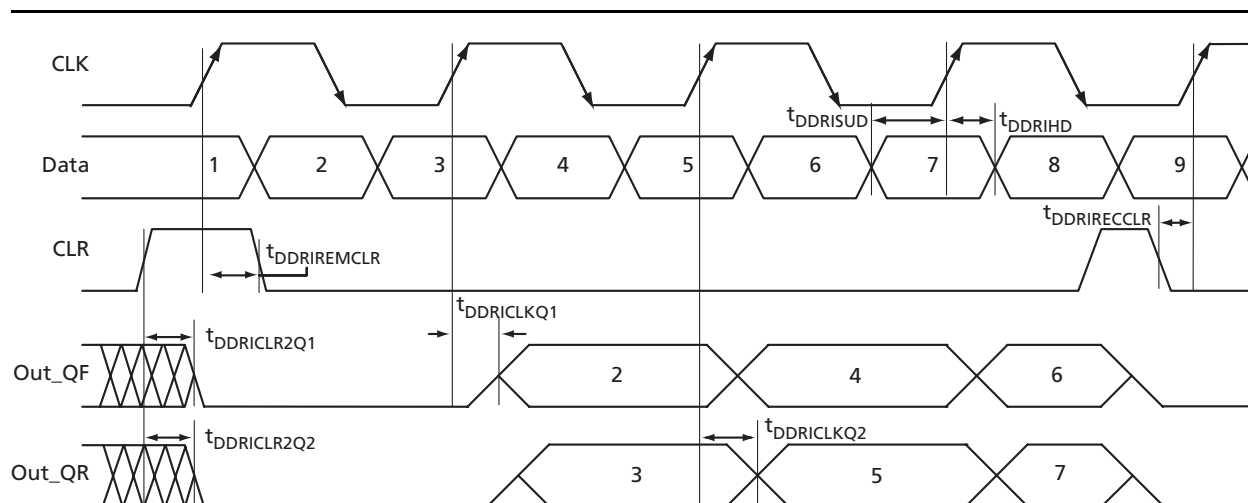 CLK
tDDRISUD
tDDRIHD
Data
1 2 3 4 5 6 7 8 9
CLR
tDDRIREMCLR
tDDRIRECCLR
tDDRICLKQ1
tDDRICLR2Q1
Out_QF
2 4 6
tDDRICLR2Q2
tDDRICLKQ2
Out_QR
3 5 7